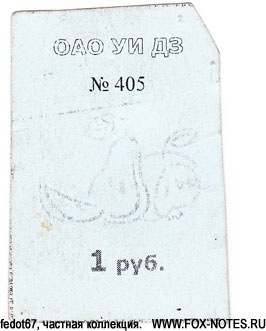 ОАО УИ ДЗ
№ 405
1 руб.
fedot67, частная коллекция. WWW.FOX-NOTES.RU